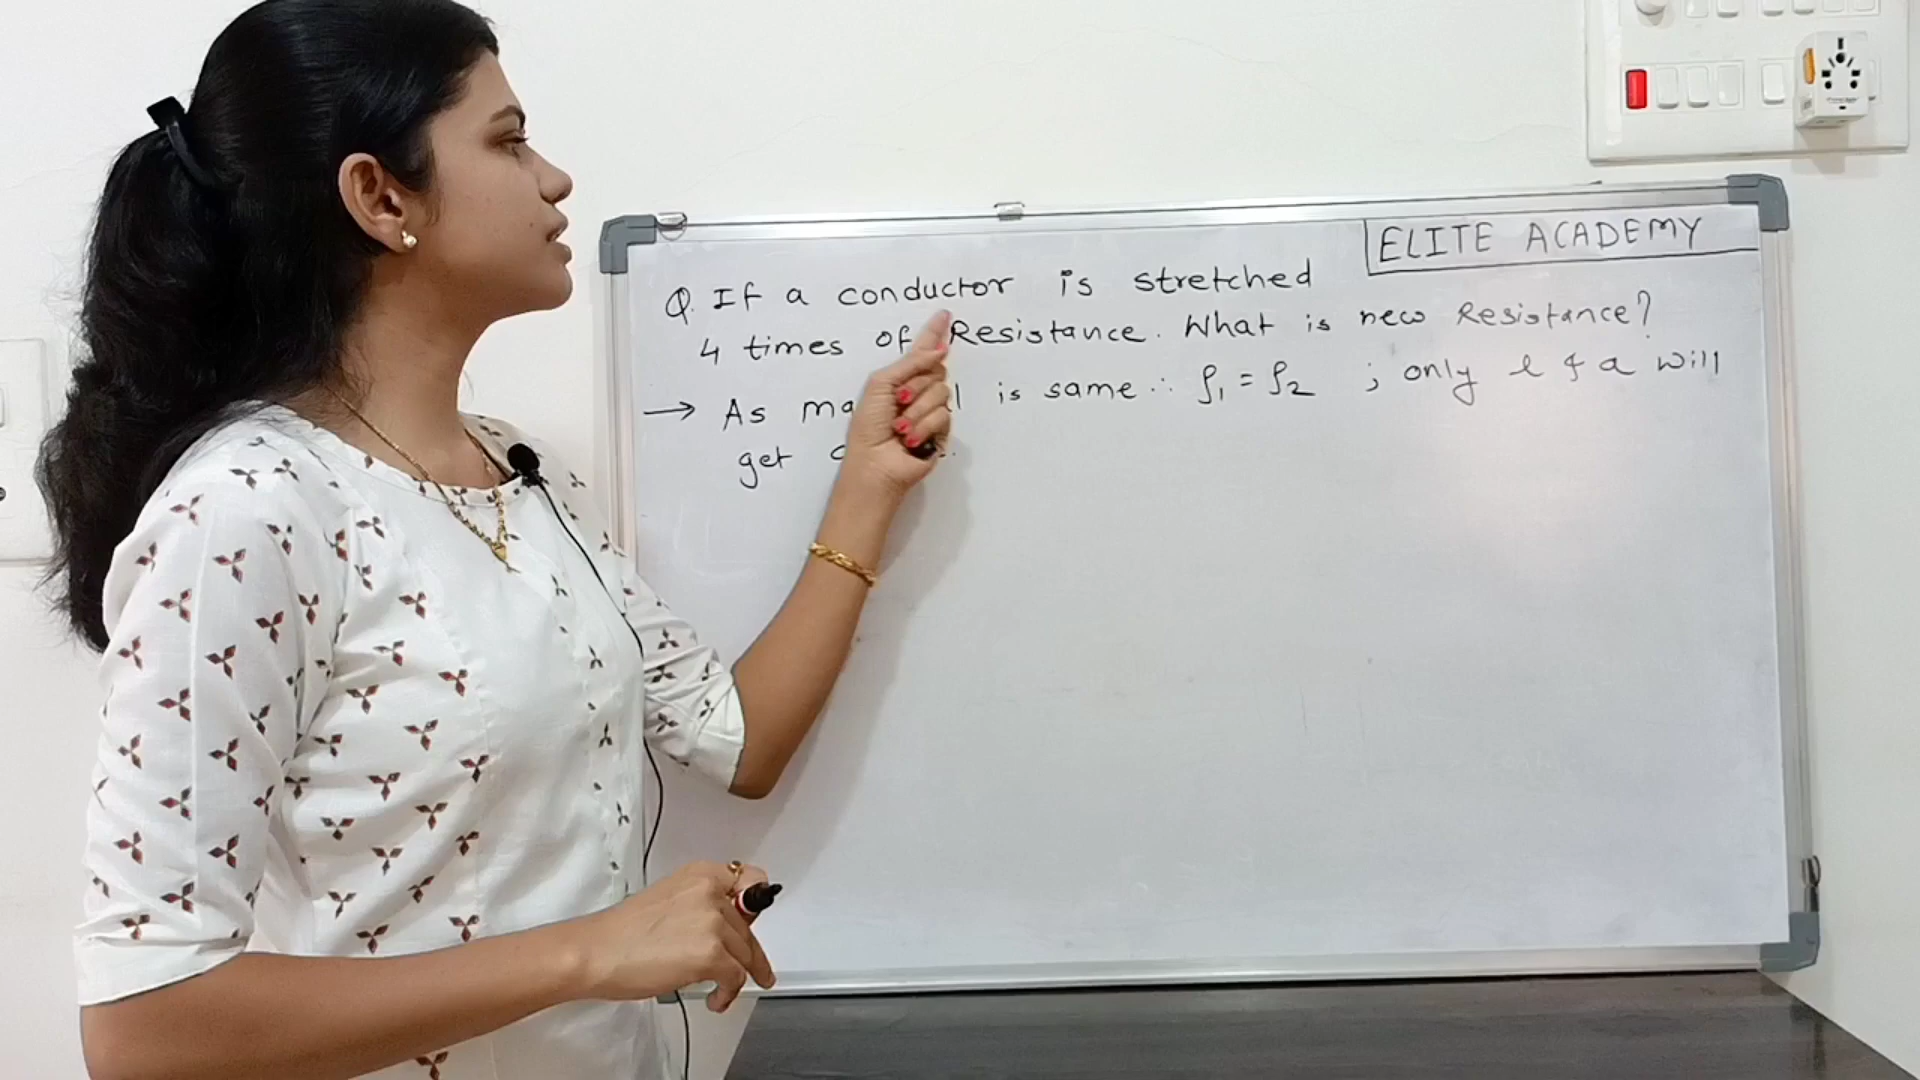 ELITE ACADEMY
Q. If a conductor is stretched
4 times of Resistance. What is new Resistance?
→ As is same ∴ ρ₁ = ρ₂ ; only l & a will
get